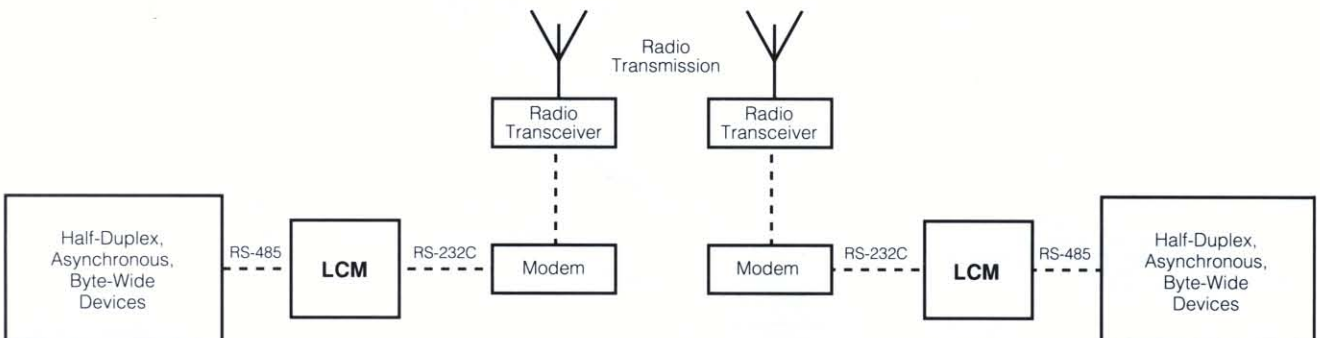 Radio
Transmission
Radio
Transceiver
Radio
Transceiver
Half-Duplex,
Asynchronous,
Byte-Wide
Devices
RS-485
LCM
RS-232C
Modem
Modem
RS-232C
LCM
RS-485
Half-Duplex,
Asynchronous,
Byte-Wide
Devices